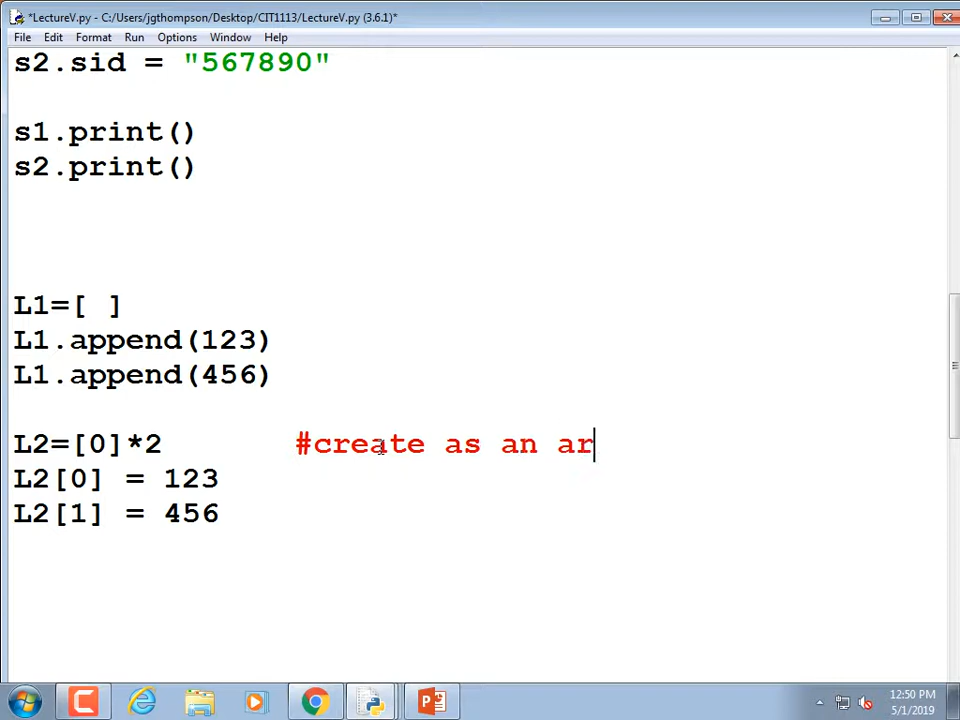 *LectureV.py - C:/Users/jgthompson/Desktop/CIT1113/LectureV.py (3.6.1)*
File Edit Format Run Options Window Help
s2.sid = "567890"
s1.print()
s2.print()
L1=[ ]
L1.append(123)
L1.append(456)
L2=[0]*2 #create as an ar
L2[0] = 123
L2[1] = 456
12:50 PM
5/1/2019